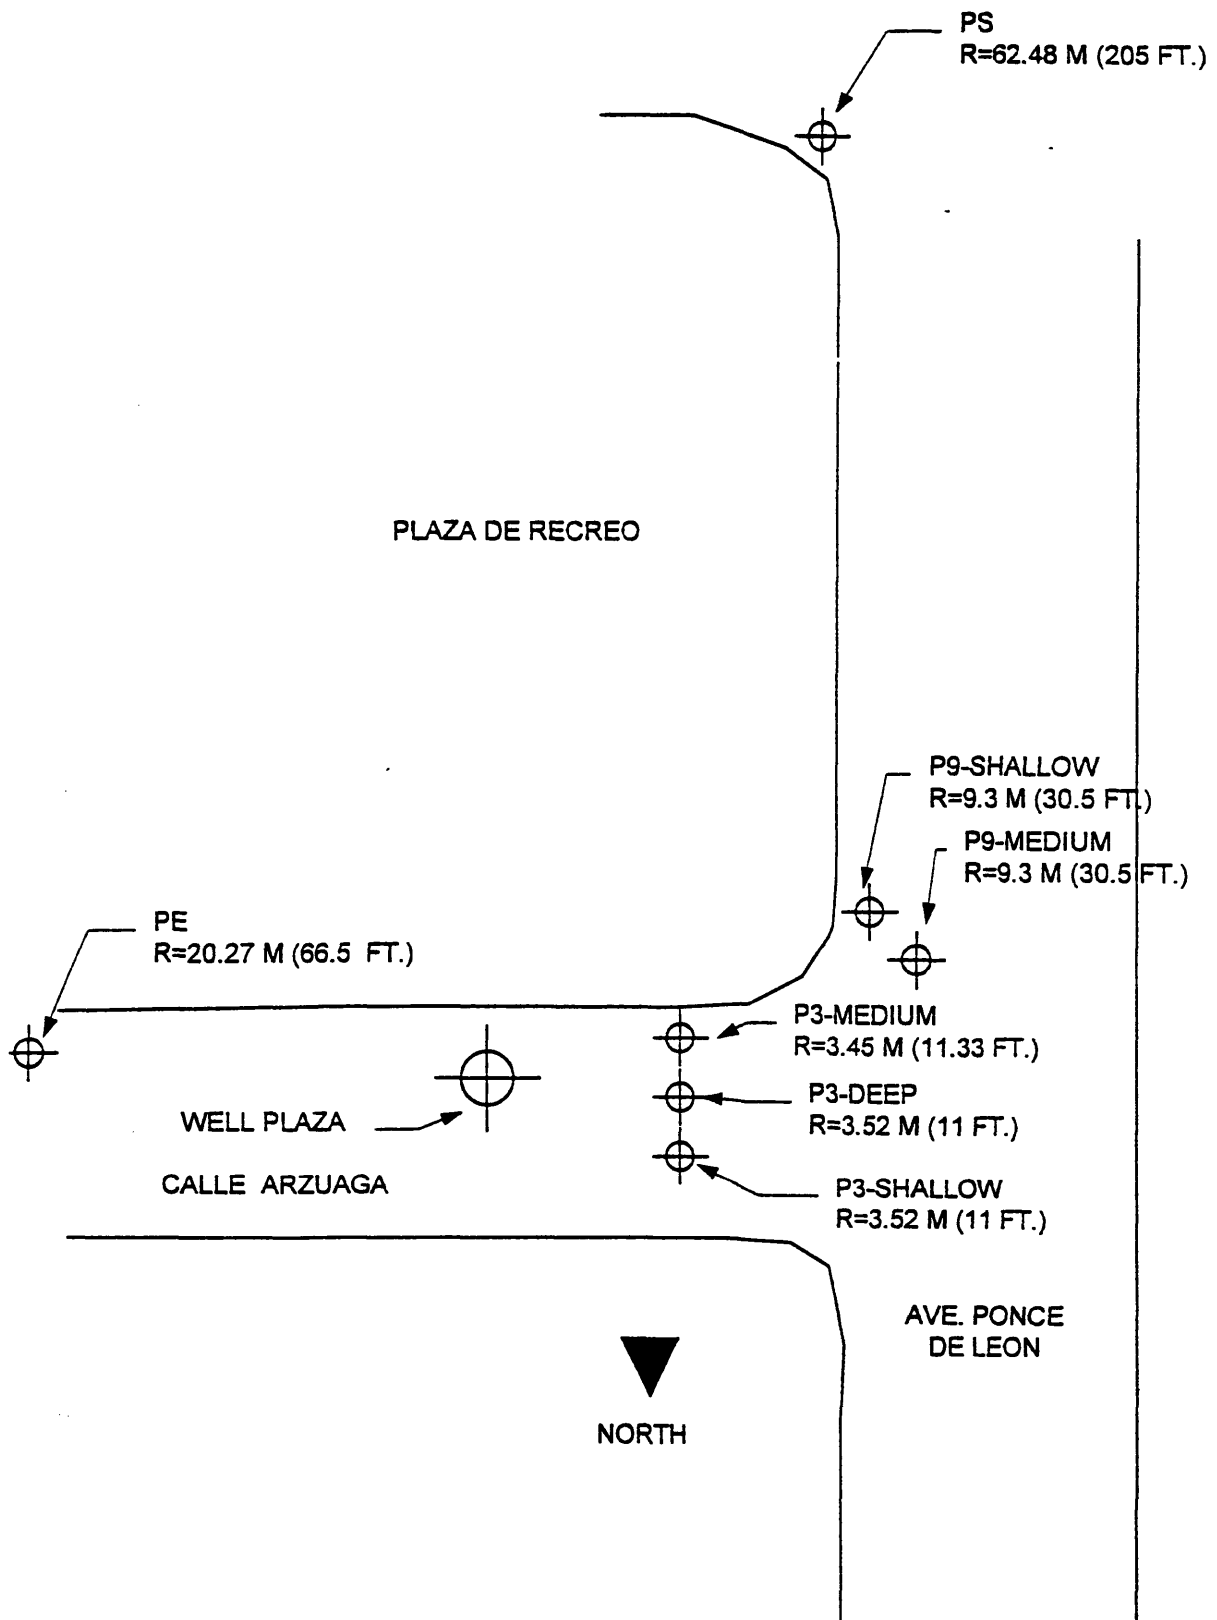 PS
R=62.48 M (205 FT.)
PLAZA DE RECREO
P9-SHALLOW
R=9.3 M (30.5 FT.)
P9-MEDIUM
R=9.3 M (30.5 FT.)
PE
R=20.27 M (66.5 FT.)
P3-MEDIUM
R=3.45 M (11.33 FT.)
P3-DEEP
R=3.52 M (11 FT.)
WELL PLAZA
CALLE ARZUAGA
P3-SHALLOW
R=3.52 M (11 FT.)
AVE. PONCE
DE LEON
NORTH